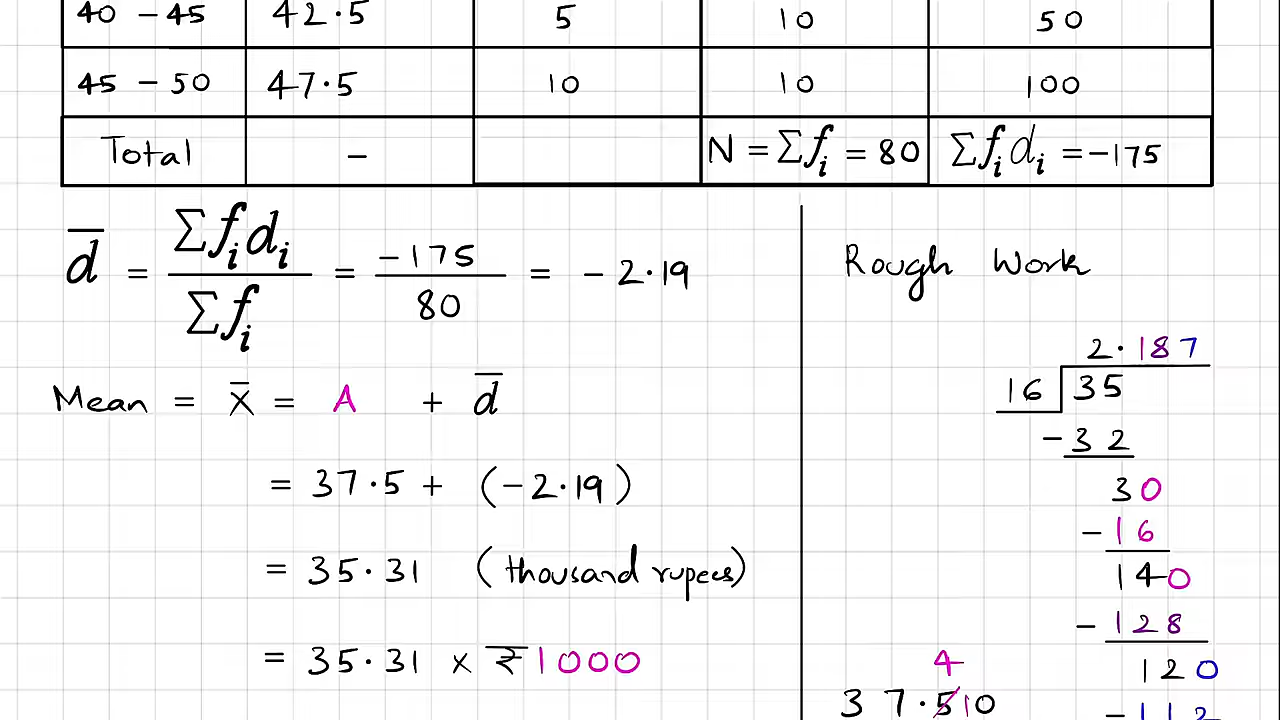 40 - 45 42.5 5 10 50
45 - 50 47.5 10 10 100
Total - N = Σfi = 80 Σfidi = -175
d̅ = Σfidi / Σfi = -175 / 80 = - 2.19
Mean = x̅ = A + d̅
= 37.5 + (-2.19)
= 35.31 (thousand rupees)
= 35.31 × ₹1000
Rough Work
2.187
16 35
-32
30
-16
140
-128
120
-112
4
37.510